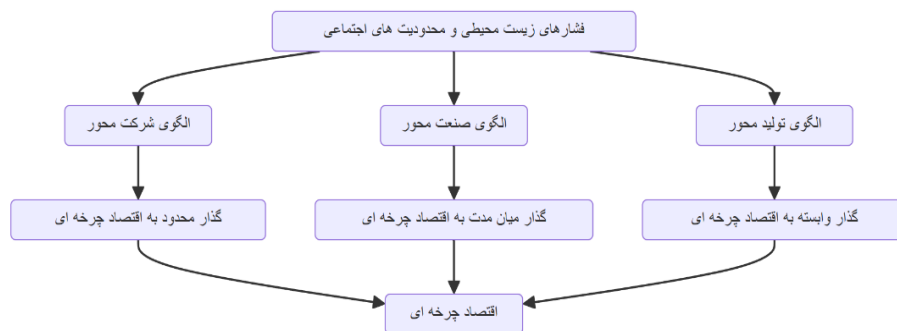 فشارهای زیست محیطی و محدودیت های اجتماعی
الگوی تولید محور
الگوی صنعت محور
الگوی شرکت محور
گذار وابسته به اقتصاد چرخه ای
گذار میان مدت به اقتصاد چرخه ای
گذار محدود به اقتصاد چرخه ای
اقتصاد چرخه ای